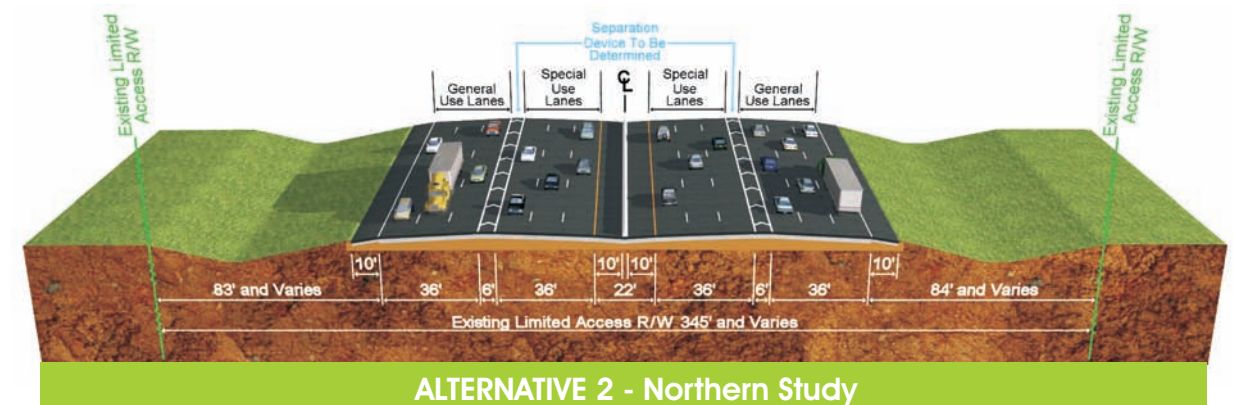 Existing Limited
Access R/W
Separation
Device To Be
Determined
Existing Limited
Access R/W
General
Use Lanes
Special
Use
Lanes
CL
Special
Use
Lanes
General
Use Lanes
10'
10'
10'
10'
83' and Varies
36'
6'
36'
22'
36'
6'
36'
84' and Varies
Existing Limited Access R/W 345' and Varies
ALTERNATIVE 2 - Northern Study